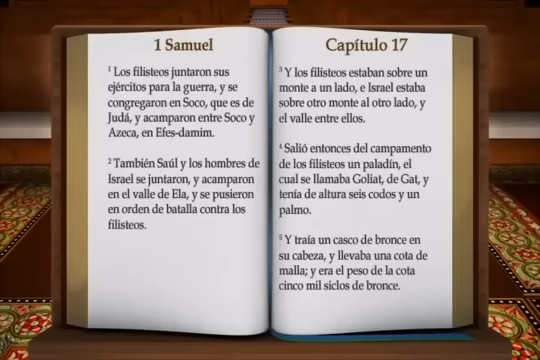 1 Samuel
¹ Los filisteos juntaron sus
ejércitos para la guerra, y se
congregaron en Soco, que es de
Judá, y acamparon entre Soco y
Azeca, en Efes-damim.
² También Saúl y los hombres de
Israel se juntaron, y acamparon
en el valle de Ela, y se pusieron
en orden de batalla contra los
filisteos.
Capítulo 17
³ Y los filisteos estaban sobre un
monte a un lado, e Israel estaba
sobre otro monte al otro lado, y
el valle entre ellos.
⁴ Salió entonces del campamento
de los filisteos un paladín, el
cual se llamaba Goliat, de Gat, y
tenía de altura seis codos y un
palmo.
⁵ Y traía un casco de bronce en
su cabeza, y llevaba una cota de
malla; y era el peso de la cota
cinco mil siclos de bronce.